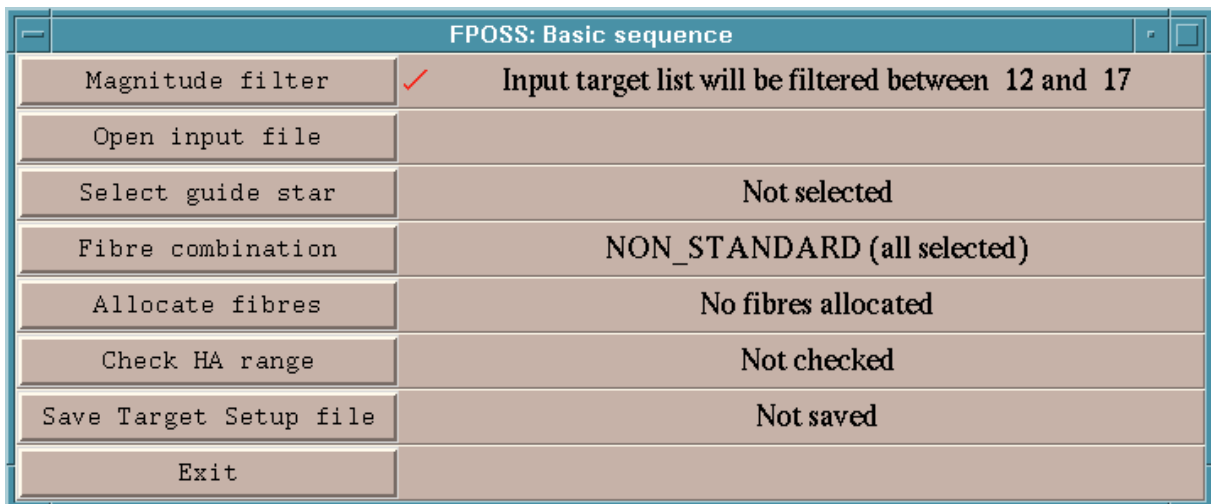 FPOSS: Basic sequence
Magnitude filter Input target list will be filtered between 12 and 17
Open input file
Select guide star Not selected
Fibre combination NON_STANDARD (all selected)
Allocate fibres No fibres allocated
Check HA range Not checked
Save Target Setup file Not saved
Exit